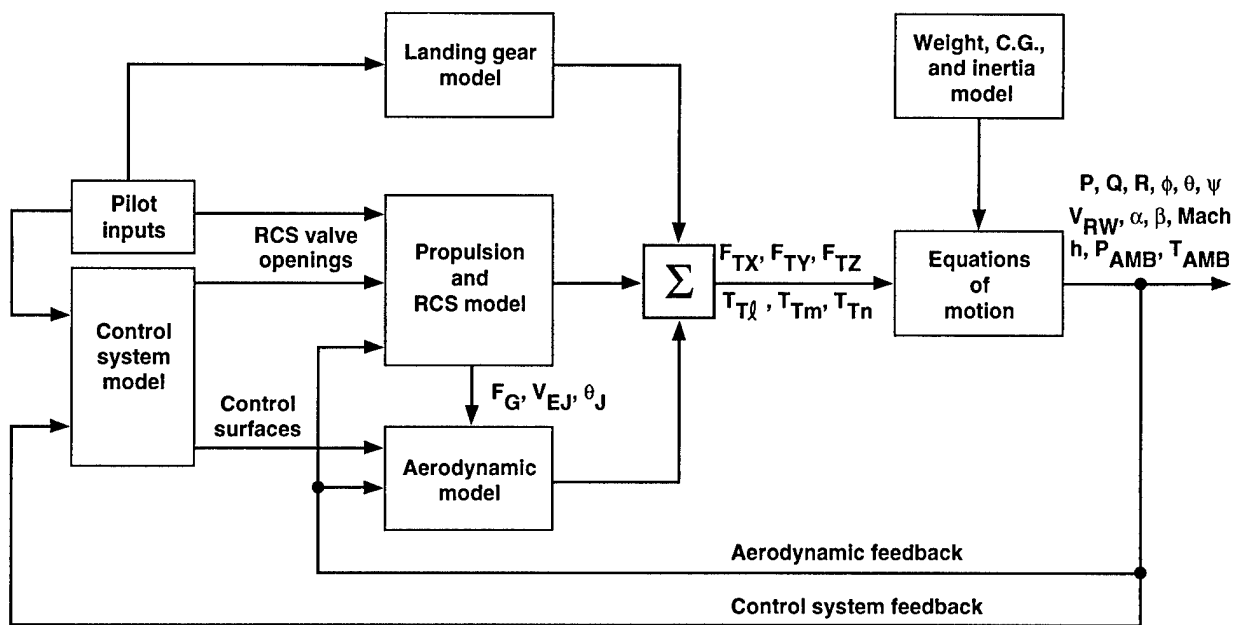 Landing gear
model
Weight, C.G.,
and inertia
model
Pilot
inputs
RCS valve
openings
Propulsion
and
RCS model
Σ
F_TX, F_TY, F_TZ
T_Tℓ, T_Tm, T_Tn
Equations
of
motion
P, Q, R, ϕ, θ, ψ
V_RW, α, β, Mach
h, P_AMB, T_AMB
Control
system
model
F_G, V_EJ, θ_J
Control
surfaces
Aerodynamic
model
Aerodynamic feedback
Control system feedback